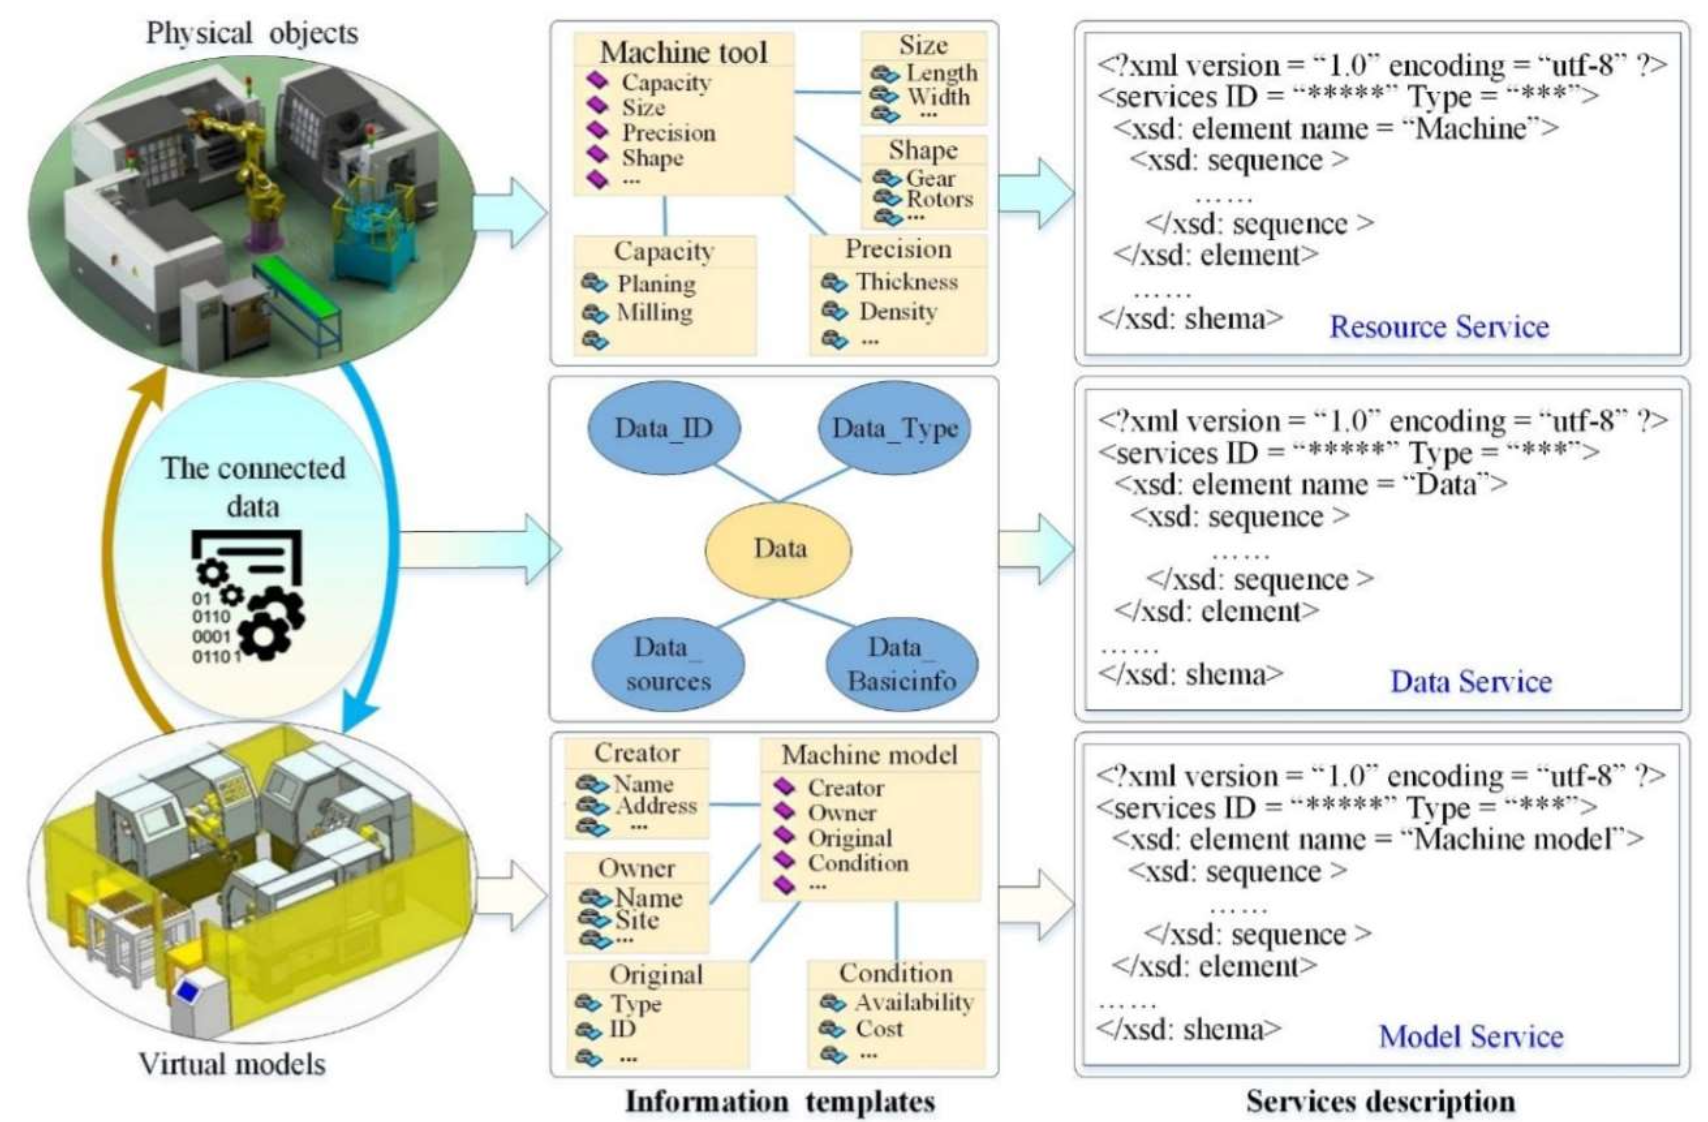 Physical objects
The connected
data
01
0110
0001
0110 1
Virtual models
Machine tool
Capacity
Size
Precision
Shape
...
Size
Length
Width
...
Shape
Gear
Rotors
...
Capacity
Planing
Milling
Precision
Thickness
Density
...
Data_ID
Data_Type
Data
Data_
sources
Data_
Basicinfo
Creator
Name
Address
...
Machine model
Creator
Owner
Original
Condition
...
Owner
Name
Site
...
Original
Type
ID
...
Condition
Availability
Cost
...
Information templates
<?xml version = “1.0” encoding = “utf-8” ?>
<services ID = “*****” Type = “***”>
<xsd: element name = “Machine”>
<xsd: sequence >
……
</xsd: sequence >
</xsd: element>
……
</xsd: shema>
Resource Service
<?xml version = “1.0” encoding = “utf-8” ?>
<services ID = “*****” Type = “***”>
<xsd: element name = “Data”>
<xsd: sequence >
……
</xsd: sequence >
</xsd: element>
……
</xsd: shema>
Data Service
<?xml version = “1.0” encoding = “utf-8” ?>
<services ID = “*****” Type = “***”>
<xsd: element name = “Machine model”>
<xsd: sequence >
……
</xsd: sequence >
</xsd: element>
……
</xsd: shema>
Model Service
Services description